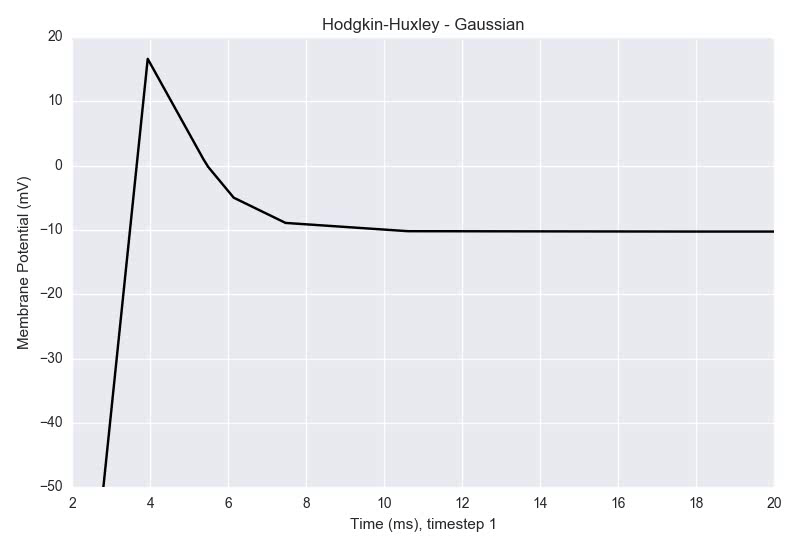 Hodgkin-Huxley - Gaussian
20
10
0
−10
−20
−30
−40
−50
Membrane Potential (mV)
2 4 6 8 10 12 14 16 18 20
Time (ms), timestep 1